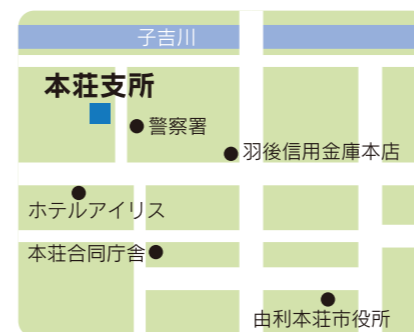 子吉川
本荘支所
警察署
羽後信用金庫本店
ホテルアイリス
本荘合同庁舎
由利本荘市役所